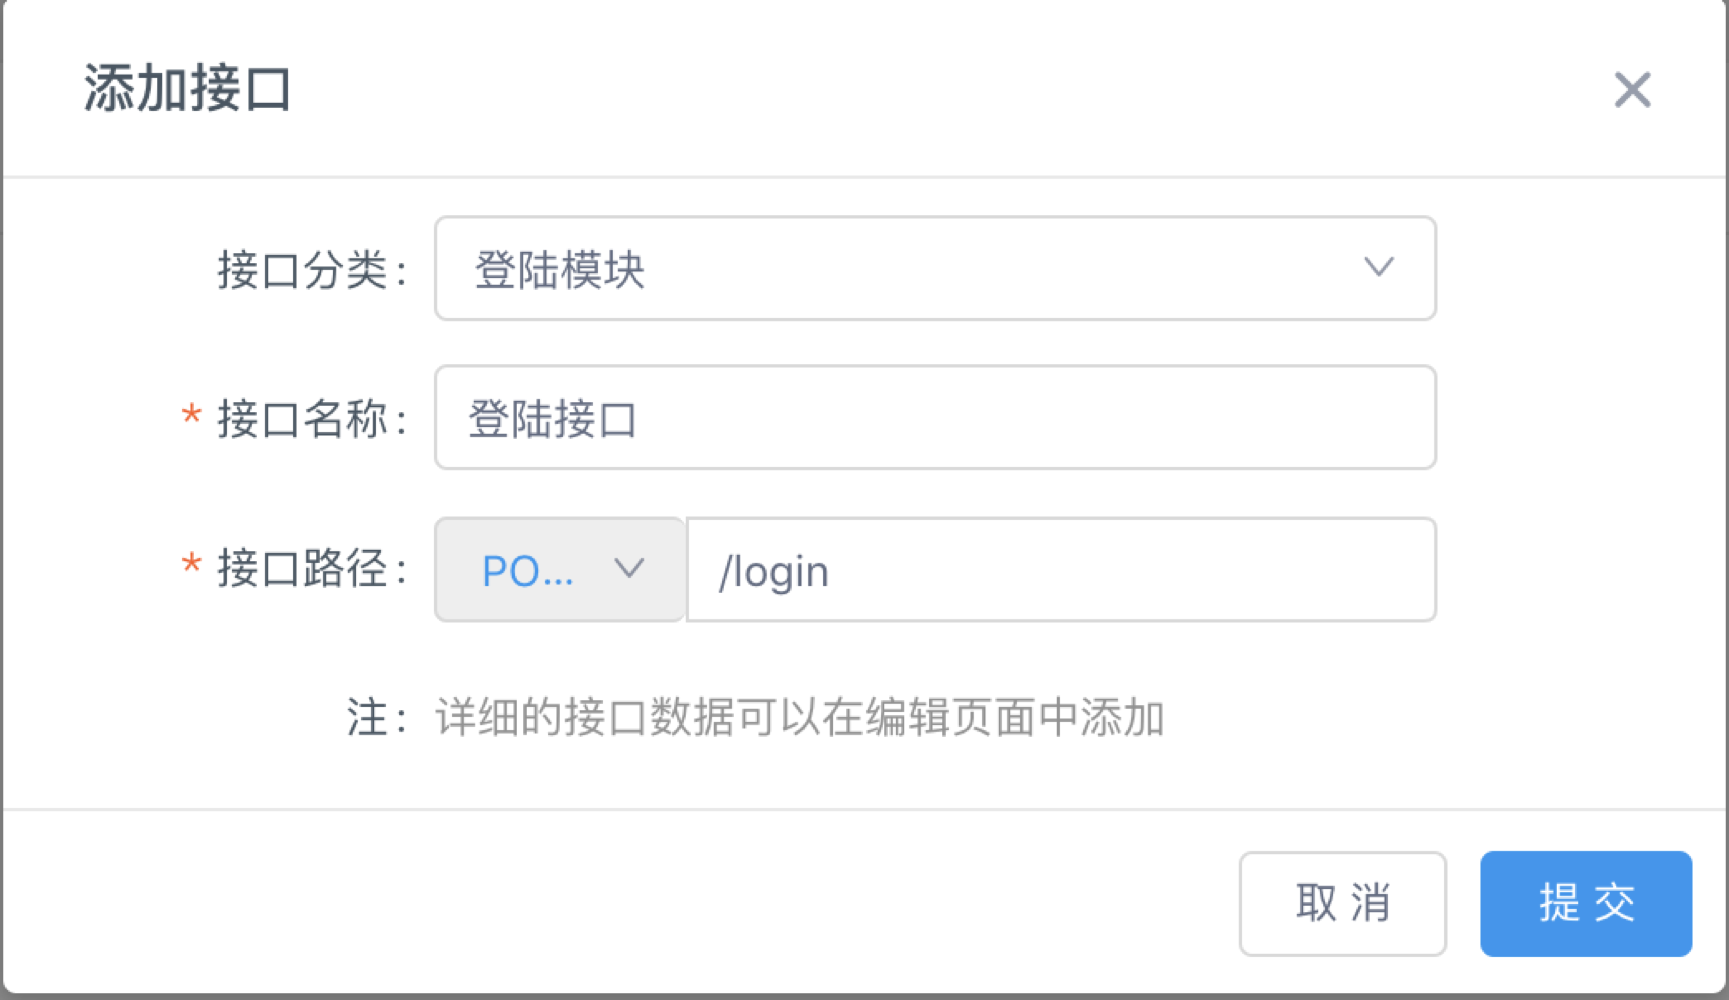 添加接口
接口分类: 登陆模块
* 接口名称: 登陆接口
* 接口路径: PO... /login
注: 详细的接口数据可以在编辑页面中添加
取 消 提 交